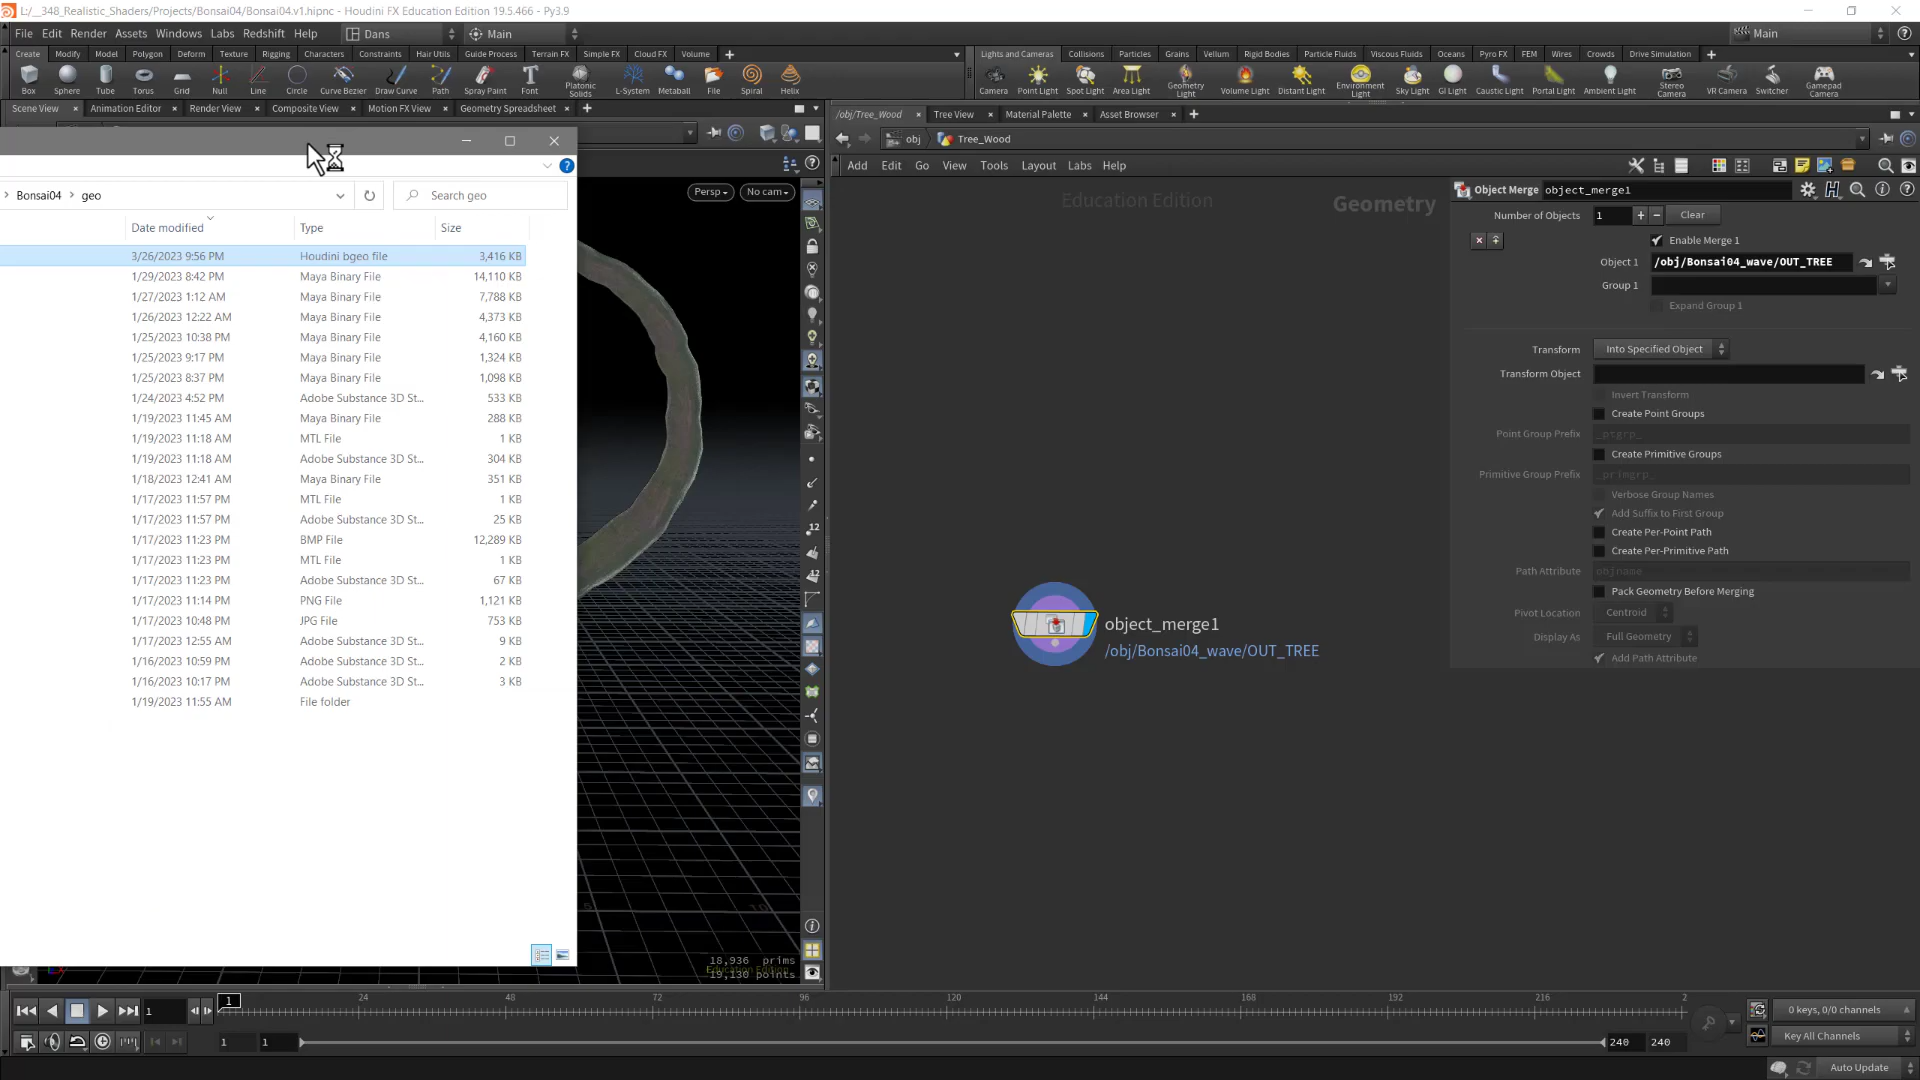 L:/__348_Realistic_Shaders/Projects/Bonsai04/Bonsai04.v1.hipnc - Houdini FX Education Edition 19.5.466 - Py3.9
File Edit Render Assets Windows Labs Redshift Help Dans Main Main
Create Modify Model Polygon Deform Texture Rigging Characters Constraints Hair Utils Guide Process Terrain FX Simple FX Cloud FX Volume
Lights and Cameras Collisions Particles Grains Vellum Rigid Bodies Particle Fluids Viscous Fluids Oceans Pyro FX FEM Wires Crowds Drive Simulation
Box Sphere Tube Torus Grid Null Line Circle Curve Bezier Draw Curve Path Spray Paint Font Platonic Solids L-System Metaball File Spiral Helix
Camera Point Light Spot Light Area Light Geometry Light Volume Light Distant Light Environment Light Sky Light GI Light Caustic Light Portal Light Ambient Light Stereo Camera VR Camera Switcher Gamepad Camera
Scene View Animation Editor Render View Composite View Motion FX View Geometry Spreadsheet
/obj/Tree_Wood Tree View Material Palette Asset Browser
obj Tree_Wood
Add Edit Go View Tools Layout Labs Help
Bonsai04 geo Search geo
Persp No cam
Date modified Type Size
3/26/2023 9:56 PM Houdini bgeo file 3,416 KB
1/29/2023 8:42 PM Maya Binary File 14,110 KB
1/27/2023 1:12 AM Maya Binary File 7,788 KB
1/26/2023 12:22 AM Maya Binary File 4,373 KB
1/25/2023 10:38 PM Maya Binary File 4,160 KB
1/25/2023 9:17 PM Maya Binary File 1,324 KB
1/25/2023 8:37 PM Maya Binary File 1,098 KB
1/24/2023 4:52 PM Adobe Substance 3D St... 533 KB
1/19/2023 11:45 AM Maya Binary File 288 KB
1/19/2023 11:18 AM MTL File 1 KB
1/19/2023 11:18 AM Adobe Substance 3D St... 304 KB
1/18/2023 12:41 AM Maya Binary File 351 KB
1/17/2023 11:57 PM MTL File 1 KB
1/17/2023 11:57 PM Adobe Substance 3D St... 25 KB
1/17/2023 11:23 PM BMP File 12,289 KB
1/17/2023 11:23 PM MTL File 1 KB
1/17/2023 11:23 PM Adobe Substance 3D St... 67 KB
1/17/2023 11:14 PM PNG File 1,121 KB
1/17/2023 10:48 PM JPG File 753 KB
1/17/2023 12:55 AM Adobe Substance 3D St... 9 KB
1/16/2023 10:59 PM Adobe Substance 3D St... 2 KB
1/16/2023 10:17 PM Adobe Substance 3D St... 3 KB
1/19/2023 11:55 AM File folder
18,936 prims
Education Edition
19,130 points
12
12
Education Edition Geometry
object_merge1
/obj/Bonsai04_wave/OUT_TREE
Object Merge object_merge1
Number of Objects 1 Clear
Enable Merge 1
Object 1 /obj/Bonsai04_wave/OUT_TREE
Group 1
Expand Group 1
Transform Into Specified Object
Transform Object
Invert Transform
Create Point Groups
Point Group Prefix _ptgrp_
Create Primitive Groups
Primitive Group Prefix _primgrp_
Verbose Group Names
Add Suffix to First Group
Create Per-Point Path
Create Per-Primitive Path
Path Attribute objname
Pack Geometry Before Merging
Pivot Location Centroid
Display As Full Geometry
Add Path Attribute
1 1 24 48 72 96 120 144 168 192 216 2
0 keys, 0/0 channels
1 1 240 240 Key All Channels
Auto Update